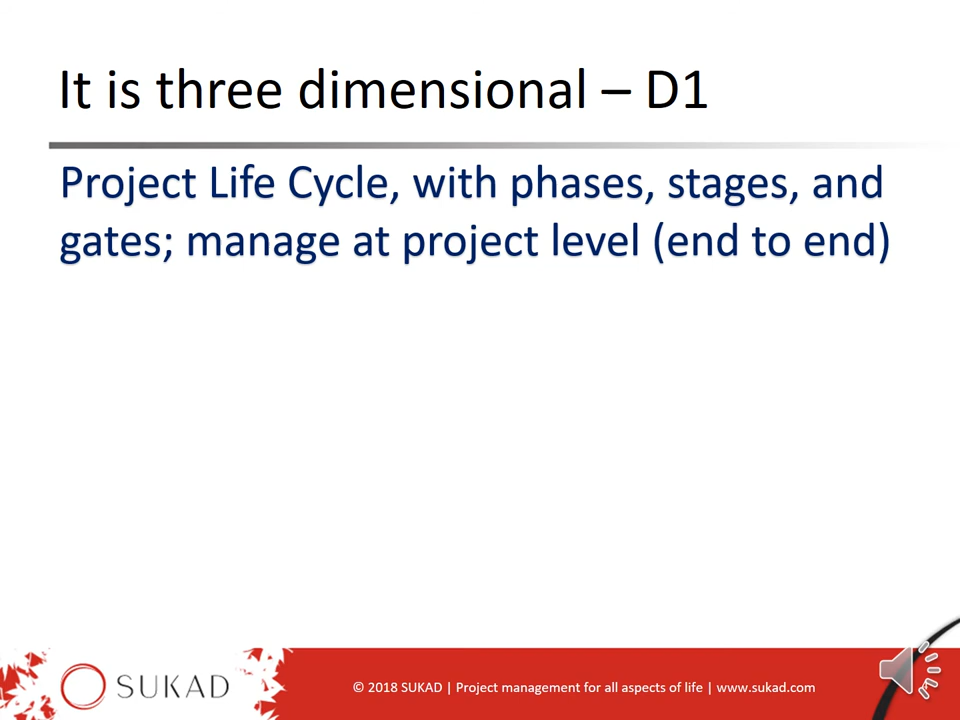 It is three dimensional – D1
Project Life Cycle, with phases, stages, and
gates; manage at project level (end to end)
SUKAD
© 2018 SUKAD | Project management for all aspects of life | www.sukad.com